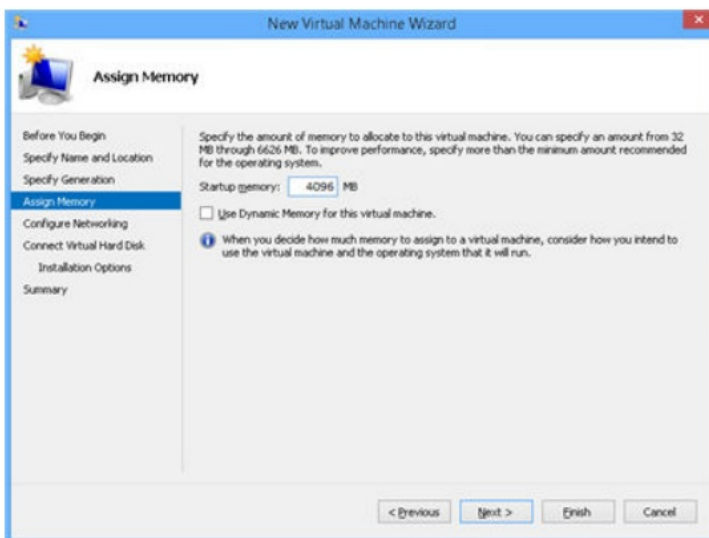 New Virtual Machine Wizard
Assign Memory
Before You Begin
Specify Name and Location
Specify Generation
Assign Memory
Configure Networking
Connect Virtual Hard Disk
Installation Options
Summary
Specify the amount of memory to allocate to this virtual machine. You can specify an amount from 32
MB through 6626 MB. To improve performance, specify more than the minimum amount recommended
for the operating system.
Startup memory: 4096 MB
Use Dynamic Memory for this virtual machine.
When you decide how much memory to assign to a virtual machine, consider how you intend to
use the virtual machine and the operating system that it will run.
< Previous Next > Finish Cancel